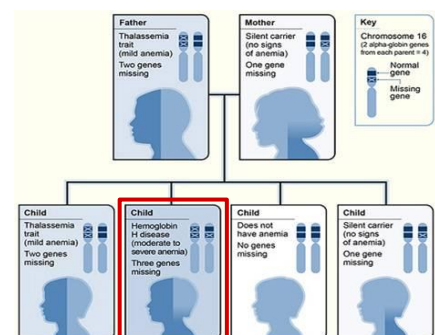 Father
Thalassemia
trait
(mild anemia)
Two genes
missing
Mother
Silent carrier
(no signs
of anemia)
One gene
missing
Key
Chromosome 16
(2 alpha-globin genes
from each parent = 4)
Normal
gene
Missing
gene
Child
Thalassemia
trait
(mild anemia)
Two genes
missing
Child
Hemoglobin
H disease
(moderate to
severe anemia)
Three genes
missing
Child
Does not
have anemia
No genes
missing
Child
Silent carrier
(no signs
of anemia)
One gene
missing